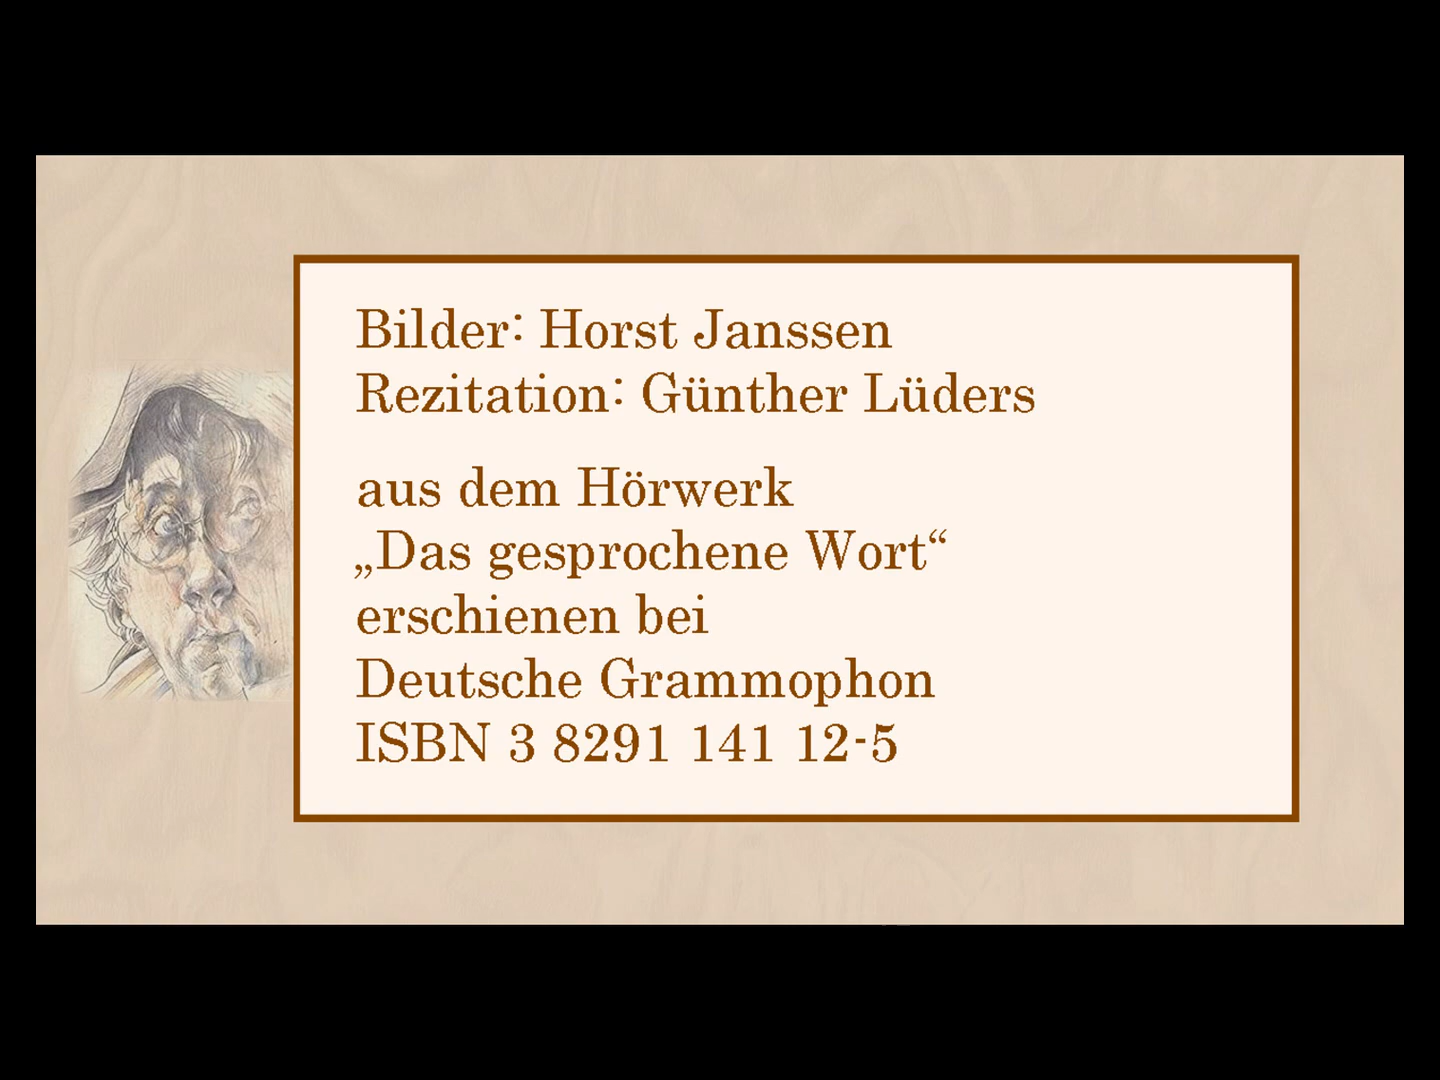 Bilder: Horst Janssen
Rezitation: Günther Lüders
aus dem Hörwerk
„Das gesprochene Wort“
erschienen bei
Deutsche Grammophon
ISBN 3 8291 141 12-5